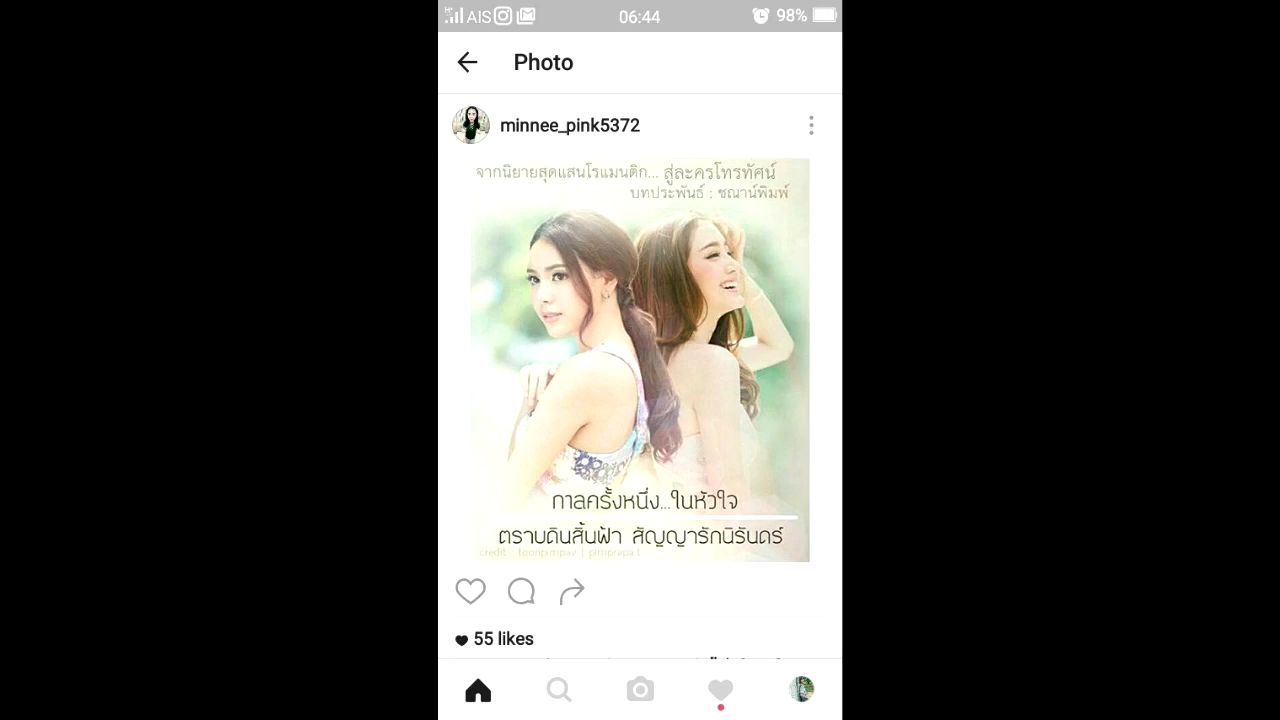 AIS 06:44 98%
Photo
minnee_pink5372
จากนิยายสุดแสนโรแมนติก... สู่ละครโทรทัศน์
บทประพันธ์ : ชณาน์พิมพ์
กาลครั้งหนึ่ง...ในหัวใจ
ตราบดินสิ้นฟ้า สัญญารักนิรันดร์
credit : toonpimpav | pimprapa.t
55 likes